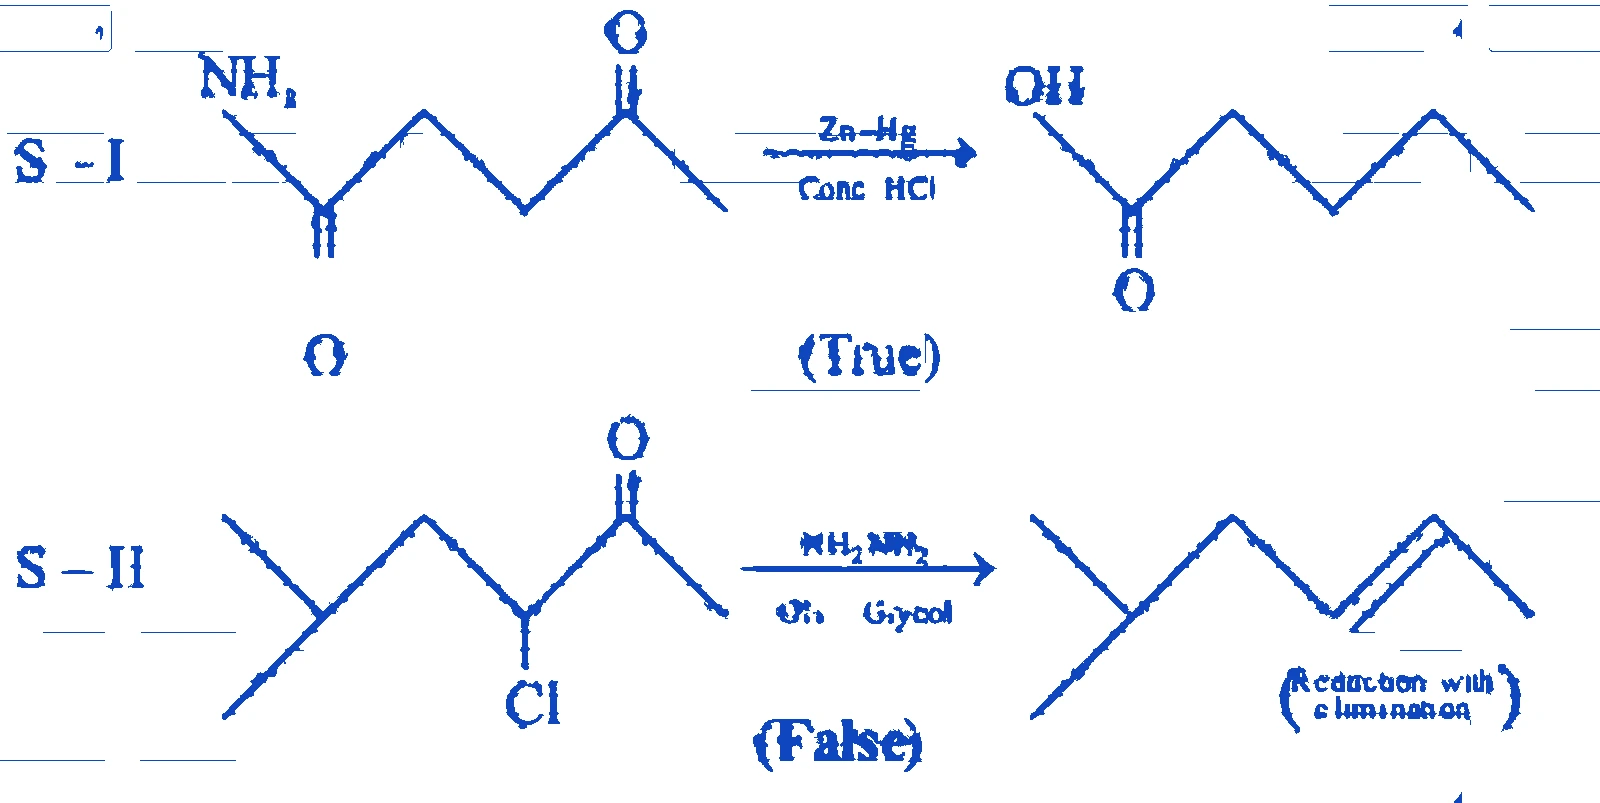 O
NH₂
OH
S - I
Zn-Hg
Conc HCl
O
O
(True)
O
S - II
NH₂NH₂
Glycol
Cl
(Reduction with elimination)
(False)